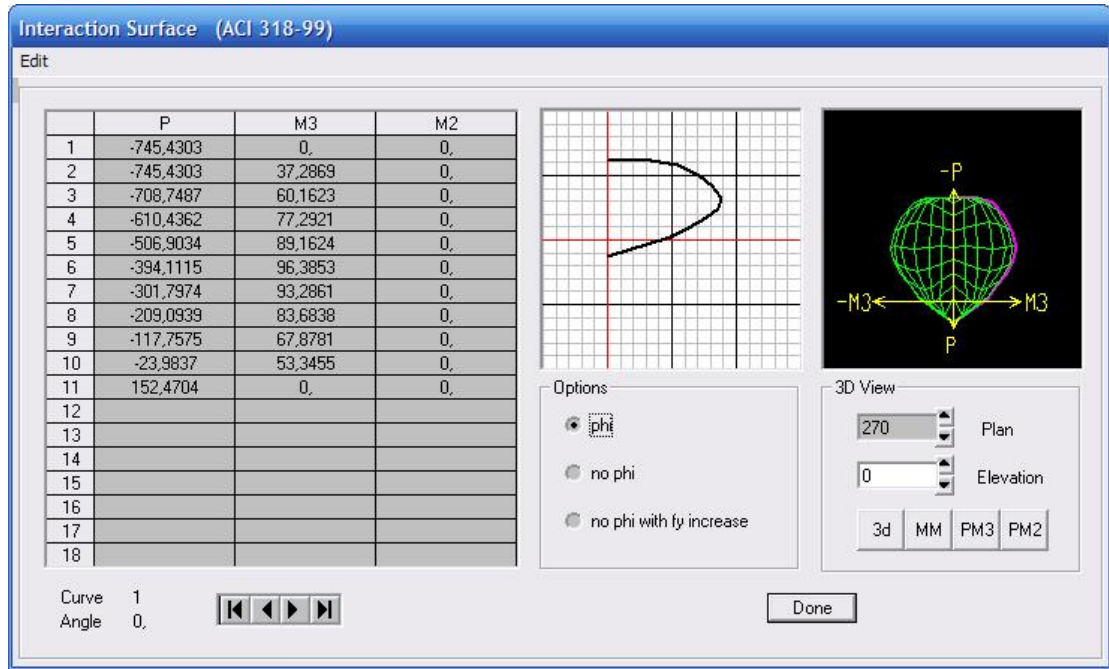 Interaction Surface (ACI 318-99)
Edit
P M3 M2
1 -745,4303 0, 0,
2 -745,4303 37,2869 0,
3 -708,7487 60,1623 0,
4 -610,4362 77,2921 0,
5 -506,9034 89,1624 0,
6 -394,1115 96,3853 0,
7 -301,7974 93,2861 0,
8 -209,0939 83,6838 0,
9 -117,7575 67,8781 0,
10 -23,9837 53,3455 0,
11 152,4704 0, 0,
12
13
14
15
16
17
18
Curve 1
Angle 0,
-P
-M3 M3
P
Options
phi
no phi
no phi with fy increase
3D View
270 Plan
0 Elevation
3d MM PM3 PM2
Done